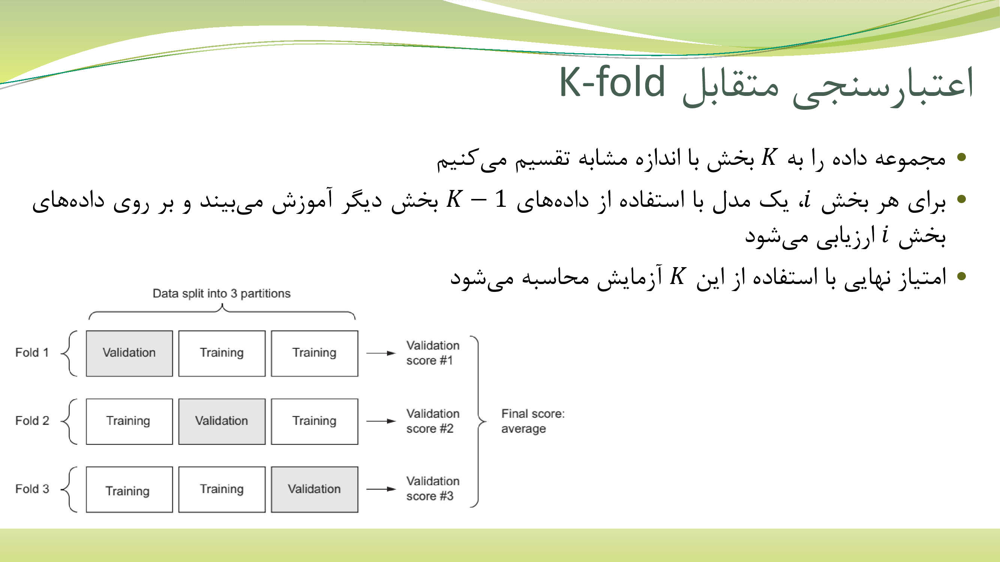 اعتبارسنجی متقابل K-fold
• مجموعه داده را به K بخش با اندازه مشابه تقسیم می‌کنیم
• برای هر بخش i، یک مدل با استفاده از داده‌های K − 1 بخش دیگر آموزش می‌بیند و بر روی داده‌های
بخش i ارزیابی می‌شود
• امتیاز نهایی با استفاده از این K آزمایش محاسبه می‌شود
Data split into 3 partitions
Fold 1 Validation Training Training Validation
score #1
Fold 2 Training Validation Training Validation
score #2
Final score:
average
Fold 3 Training Training Validation Validation
score #3